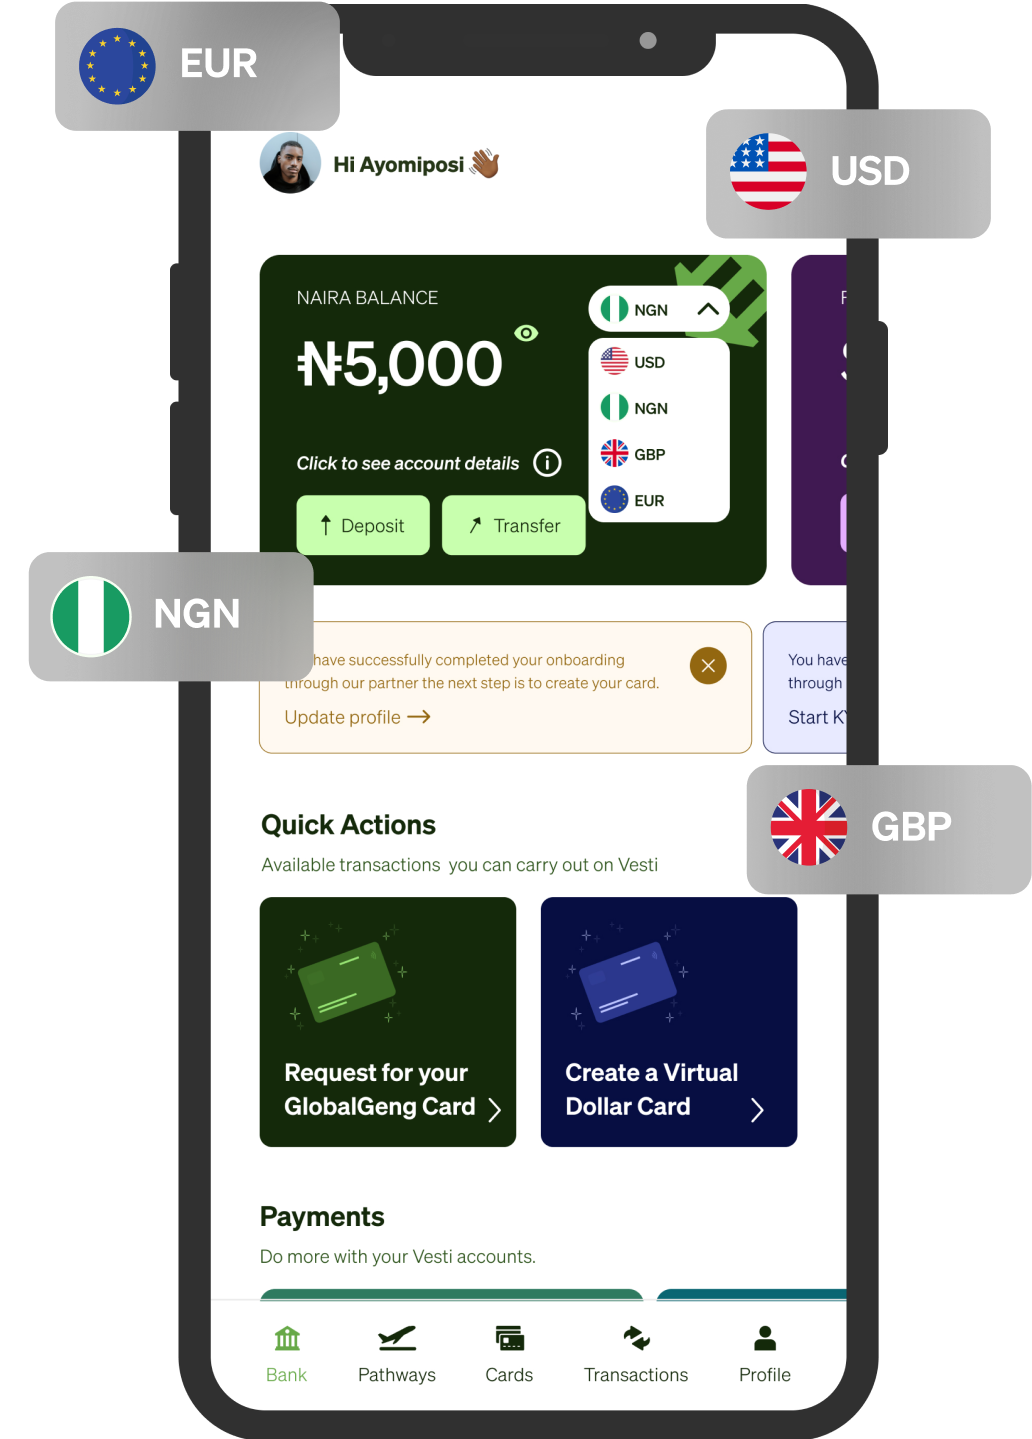 EUR
USD
Hi Ayomiposi
NAIRA BALANCE
₦5,000
NGN
USD
NGN
GBP
EUR
Click to see account details
Deposit
Transfer
NGN
have successfully completed your onboarding
through our partner the next step is to create your card.
Update profile
You have
through
Start
GBP
Quick Actions
Available transactions you can carry out on Vesti
Request for your
GlobalGeng Card
Create a Virtual
Dollar Card
Payments
Do more with your Vesti accounts.
Bank
Pathways
Cards
Transactions
Profile